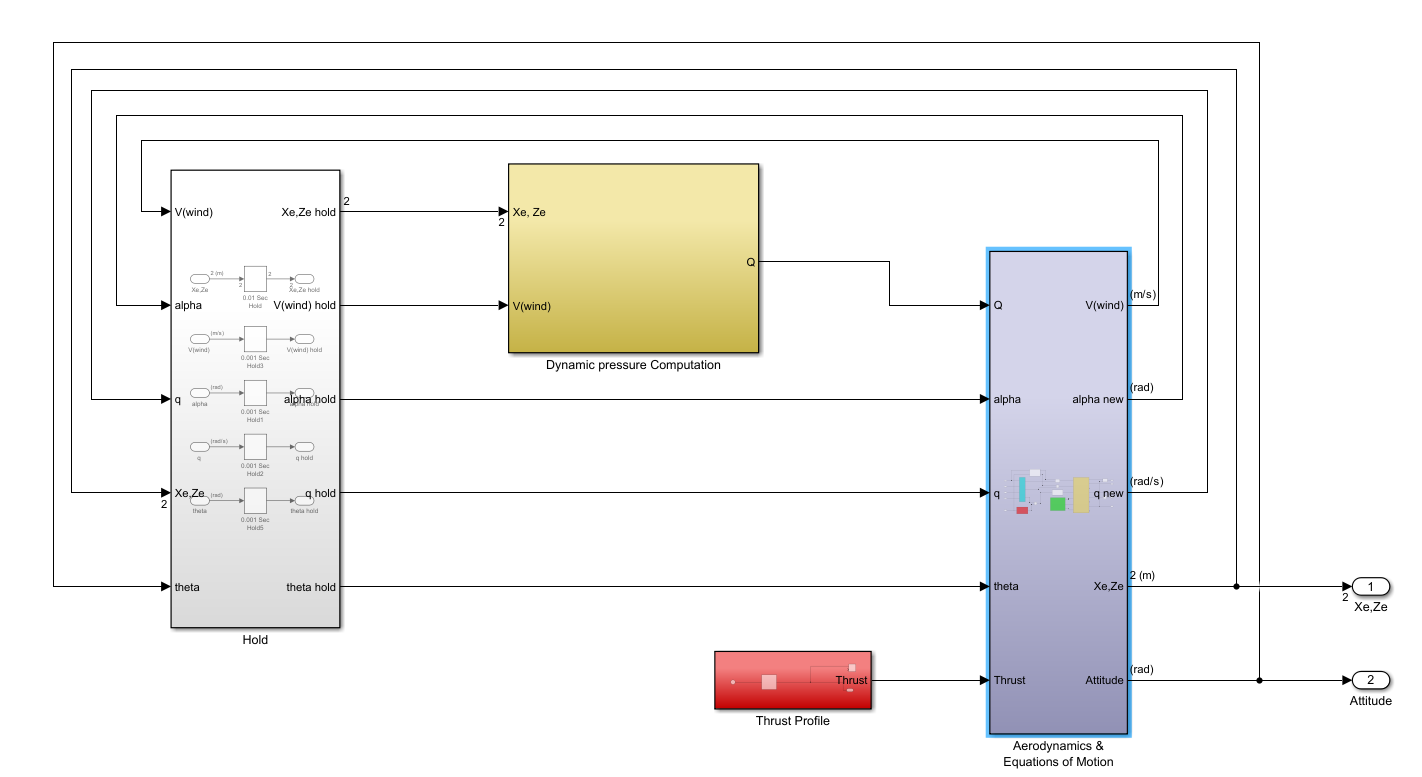 V(wind)
Xe,Ze hold
2
2
Xe, Ze
Q
V(wind)
Dynamic pressure Computation
alpha
V(wind) hold
q
alpha hold
Xe,Ze
2
q hold
theta
theta hold
Hold
Xe,Ze
2 (m)
2
2
2
Xe,Ze hold
0.01 Sec
Hold
V(wind)
(m/s)
V(wind) hold
0.001 Sec
Hold3
alpha
(rad)
alpha hold
0.001 Sec
Hold1
q
(rad/s)
q hold
0.001 Sec
Hold2
theta
(rad)
theta hold
0.001 Sec
Hold5
Thrust
Thrust Profile
Q
V(wind)
(m/s)
alpha
alpha new
(rad)
q
q new
(rad/s)
theta
Xe,Ze
2 (m)
Thrust
Attitude
(rad)
Aerodynamics &
Equations of Motion
1
2
Xe,Ze
2
Attitude